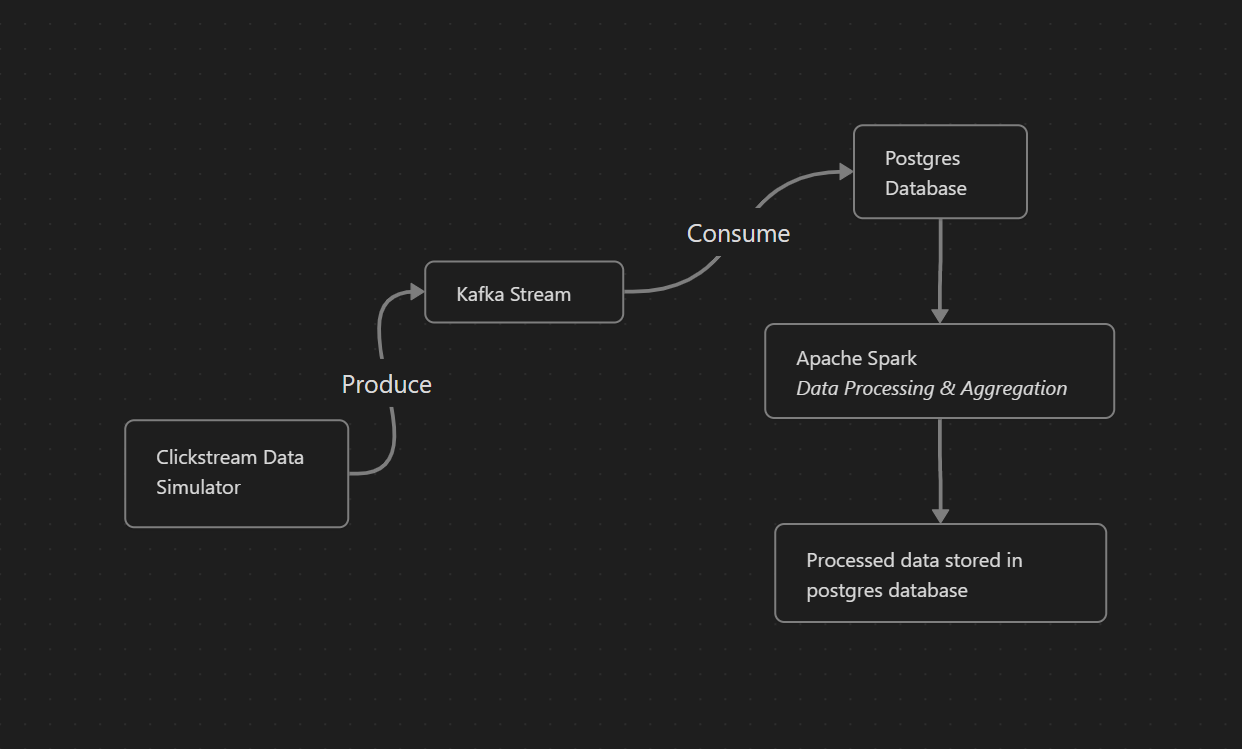 Clickstream Data
Simulator
Produce
Kafka Stream
Consume
Postgres
Database
Apache Spark
Data Processing & Aggregation
Processed data stored in
postgres database